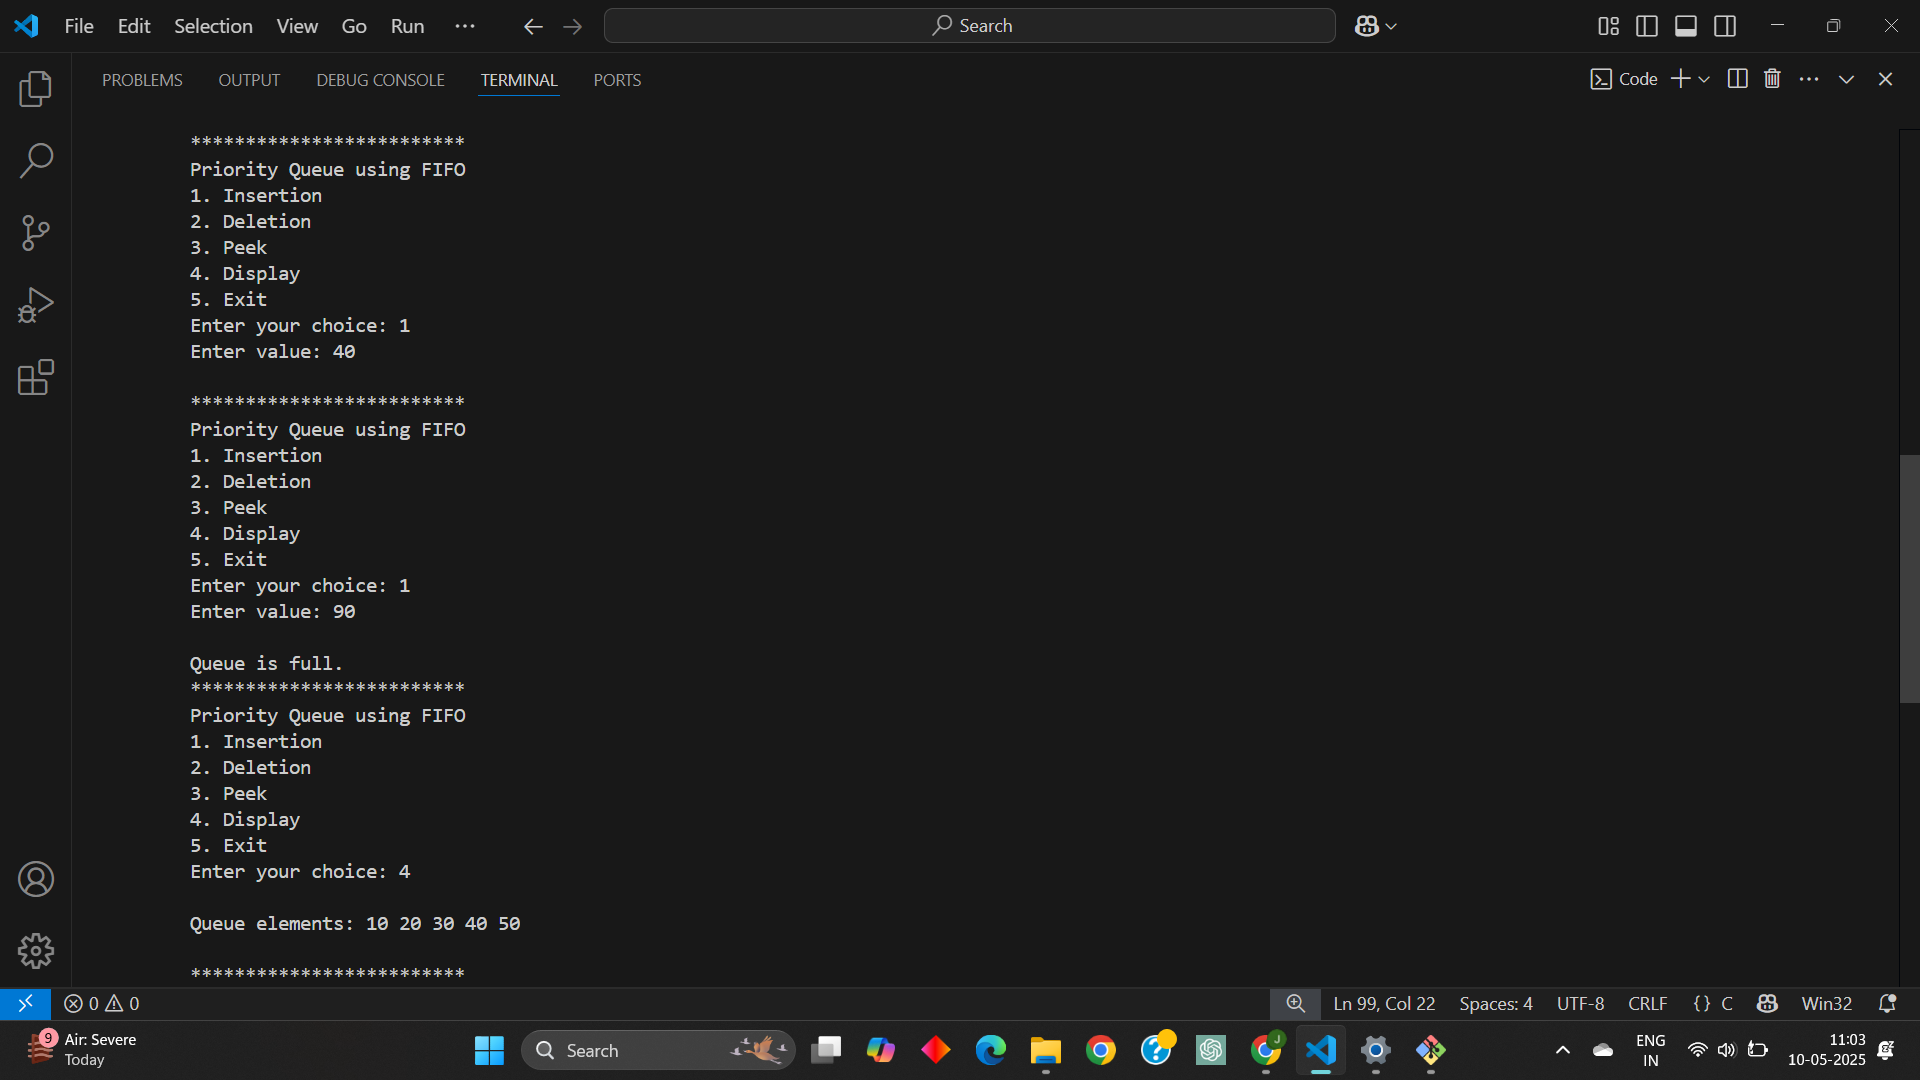 File Edit Selection View Go Run ... Search
PROBLEMS OUTPUT DEBUG CONSOLE TERMINAL PORTS Code
*************************
Priority Queue using FIFO
1. Insertion
2. Deletion
3. Peek
4. Display
5. Exit
Enter your choice: 1
Enter value: 40
*************************
Priority Queue using FIFO
1. Insertion
2. Deletion
3. Peek
4. Display
5. Exit
Enter your choice: 1
Enter value: 90
Queue is full.
*************************
Priority Queue using FIFO
1. Insertion
2. Deletion
3. Peek
4. Display
5. Exit
Enter your choice: 4
Queue elements: 10 20 30 40 50
*************************
0 0 Ln 99, Col 22 Spaces: 4 UTF-8 CRLF {} C Win32
9 Air: Severe
Today
Search
J
ENG
IN
11:03
10-05-2025